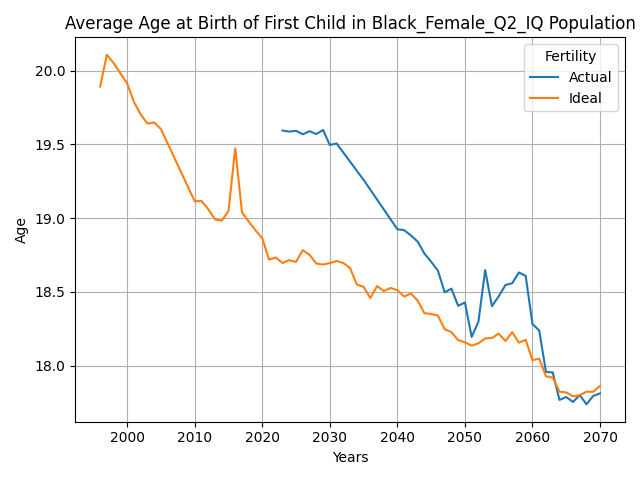 Average Age at Birth of First Child in Black_Female_Q2_IQ Population
Fertility
Actual
Ideal
Age
20.0
19.5
19.0
18.5
18.0
2000 2010 2020 2030 2040 2050 2060 2070
Years